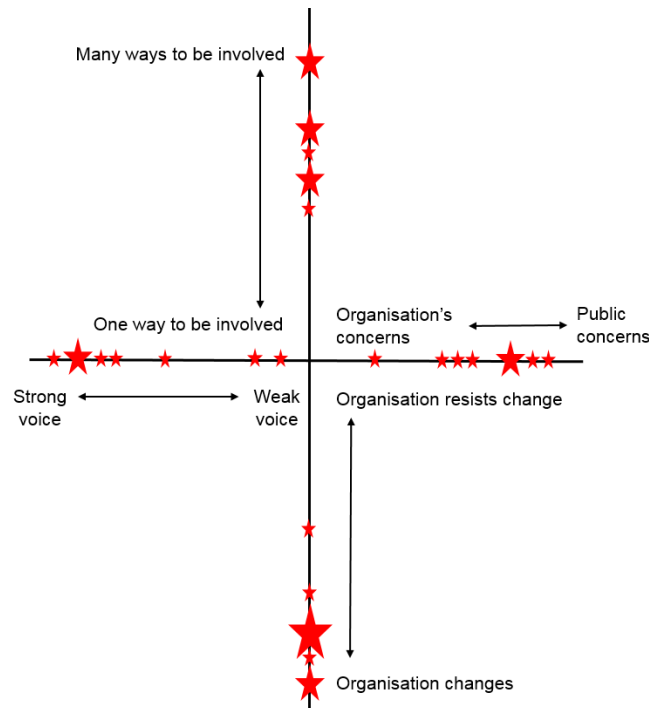 Many ways to be involved
One way to be involved
Organisation's
concerns
Public
concerns
Strong
voice
Weak
voice
Organisation resists change
Organisation changes